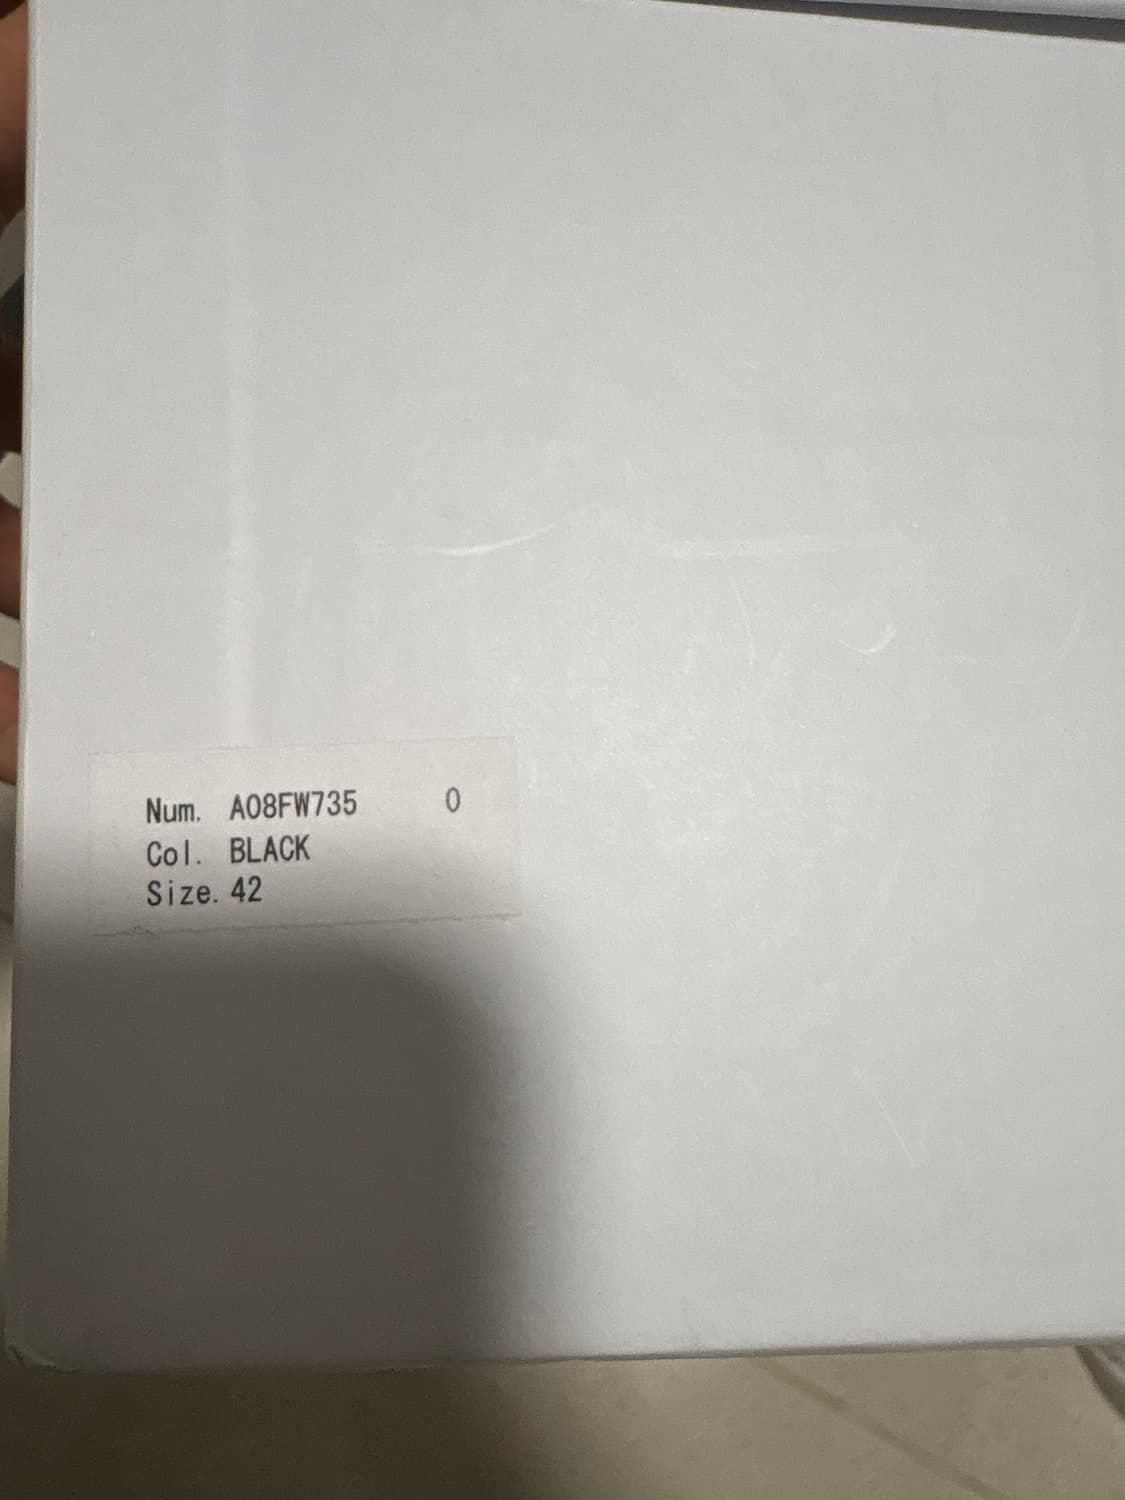 Num. A08FW735 0
Col. BLACK
Size. 42